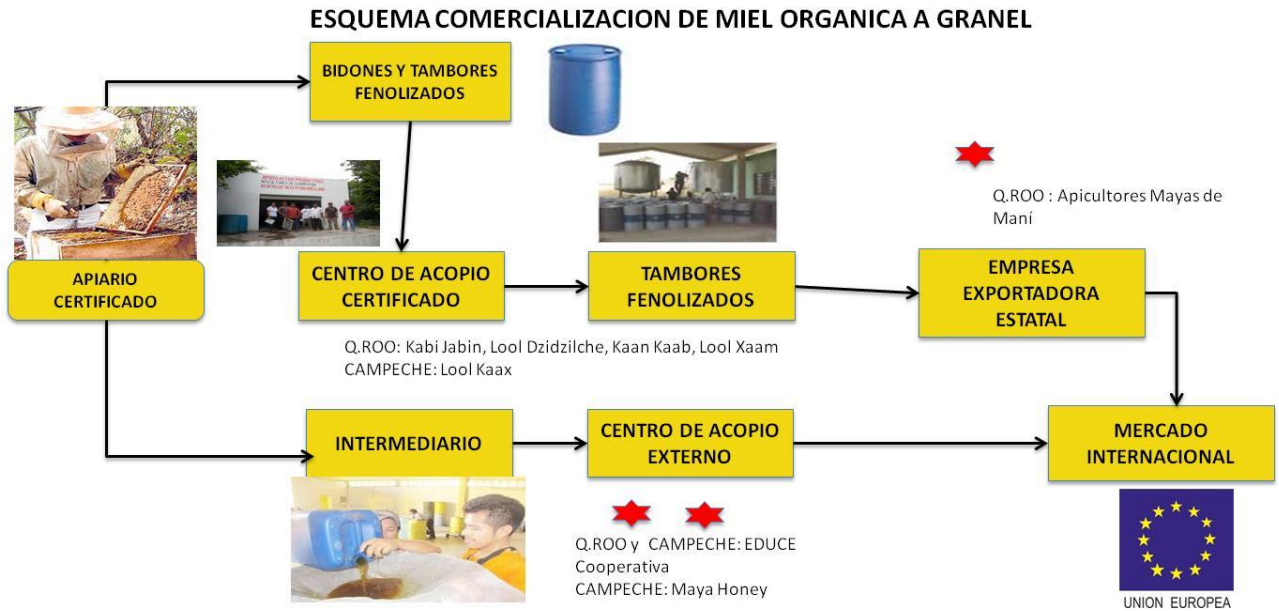 ESQUEMA COMERCIALIZACION DE MIEL ORGANICA A GRANEL
BIDONES Y TAMBORES
FENOLIZADOS
APIARIO
CERTIFICADO
CENTRO DE ACOPIO
CERTIFICADO
TAMBORES
FENOLIZADOS
Q.ROO : Apicultores Mayas de
Maní
EMPRESA
EXPORTADORA
ESTATAL
Q.ROO: Kabi Jabin, Lool Dzidzilche, Kaan Kaab, Lool Xaam
CAMPECHE: Lool Kaax
INTERMEDIARIO
CENTRO DE ACOPIO
EXTERNO
MERCADO
INTERNACIONAL
Q.ROO y CAMPECHE: EDUCE
Cooperativa
CAMPECHE: Maya Honey
UNION EUROPEA